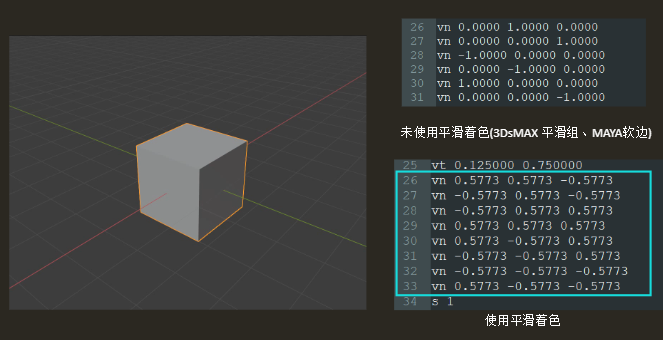 26 vn 0.0000 1.0000 0.0000
27 vn 0.0000 0.0000 1.0000
28 vn -1.0000 0.0000 0.0000
29 vn 0.0000 -1.0000 0.0000
30 vn 1.0000 0.0000 0.0000
31 vn 0.0000 0.0000 -1.0000
未使用平滑着色(3DsMAX 平滑组、MAYA软边)
25 vt 0.125000 0.750000
26 vn 0.5773 0.5773 -0.5773
27 vn -0.5773 0.5773 -0.5773
28 vn -0.5773 0.5773 0.5773
29 vn 0.5773 0.5773 0.5773
30 vn 0.5773 -0.5773 0.5773
31 vn -0.5773 -0.5773 0.5773
32 vn -0.5773 -0.5773 -0.5773
33 vn 0.5773 -0.5773 -0.5773
34 s 1
使用平滑着色